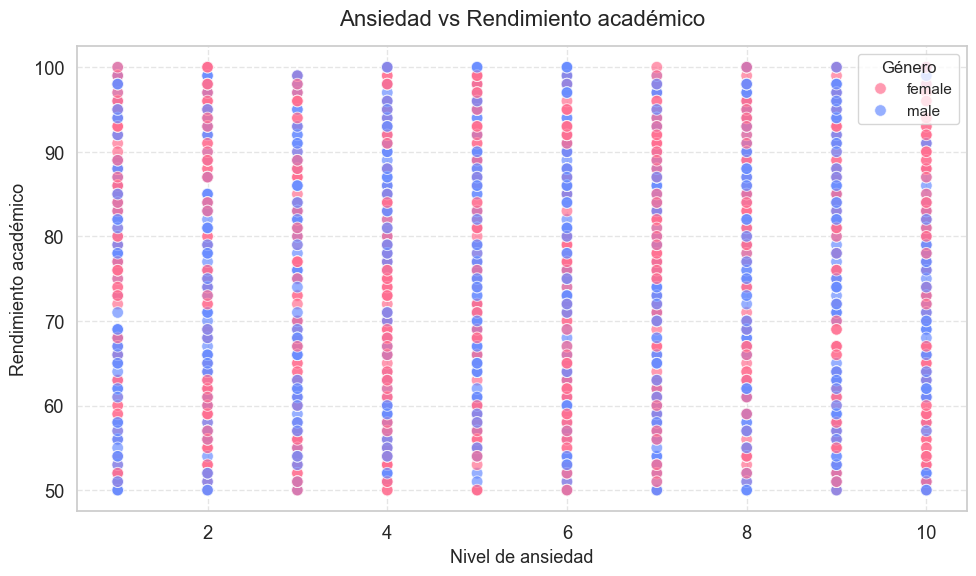 Ansiedad vs Rendimiento académico
Rendimiento académico
100
90
80
70
60
50
Género
female
male
2
4
6
8
10
Nivel de ansiedad